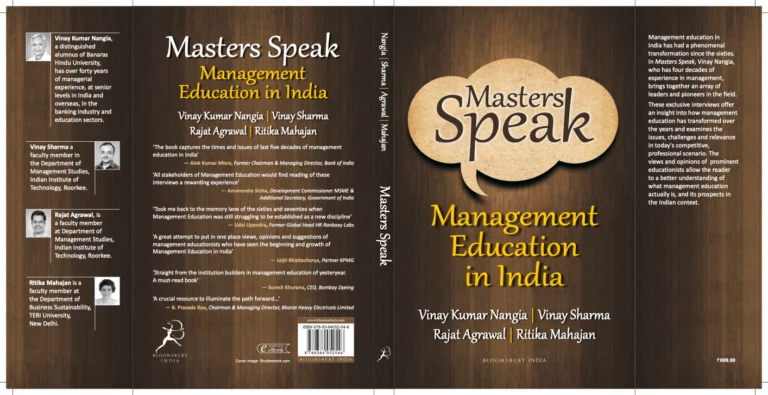 Vinay Kumar Nangia,
a distinguished
alumnus of Banaras
Hindu University,
has over forty years
of managerial
experience, at senior
levels in India and
overseas, in the
banking industry and
education sectors.
Vinay Sharma a
faculty member in
the Department of
Management Studies,
Indian Institute of
Technology, Roorkee.
Rajat Agrawal, is
a faculty member
at Department of
Management Studies,
Indian Institute of
Technology, Roorkee.
Ritika Mahajan is a
faculty member at
the Department of
Business Sustainability,
TERI University,
New Delhi.
Masters Speak
Management
Education in India
Vinay Kumar Nangia | Vinay Sharma
Rajat Agrawal | Ritika Mahajan
'The book captures the times and issues of last five decades of management
education in India'
— Alok Kumar Misra, Former Chairman & Managing Director, Bank of India
'All stakeholders of Management Education would find reading of these
interviews a rewarding experience'
— Amarendra Sinha, Development Commissioner MSME &
Additional Secretary, Government of India
'Took me back to the memory lane of the sixties and seventies when
Management Education was still struggling to be established as a new discipline'
— Udai Upendra, Former Global Head HR Ranbaxy Labs
'A great attempt to put in one place views, opinions and suggestions of
management educationists who have seen the beginning and growth of
Management Education in India'
— Jaijit Bhattacharya, Partner KPMG
'Straight from the institution builders in management education of yesteryear.
A must-read book'
— Suresh Khurana, CEO, Bombay Dyeing
'A crucial resource to illuminate the path forward...'
— B. Prasada Rao, Chairman & Managing Director, Bharat Heavy Electricals Limited
BLOOMSBURY
INDIA
Cover image: Shutterstock.com
eBook
www.bloomsbury.com
BLOOMSBURY INDIA
Nangia | Sharma | Agrawal | Mahajan
Masters Speak
Masters
Speak
Management
Education
in India
Vinay Kumar Nangia | Vinay Sharma
Rajat Agrawal | Ritika Mahajan
BLOOMSBURY INDIA
Management education in
India has had a phenomenal
transformation since the sixties.
In Masters Speak, Vinay Nangia,
who has four decades of
experience in management,
brings together an array of
leaders and pioneers in the field.
These exclusive interviews offer
an insight into how management
education has transformed over
the years and examines the
issues, challenges and relevance
in today's competitive,
professional scenario. The
views and opinions of prominent
educationists allow the reader
to a better understanding of
what management education
actually is, and its prospects in
the Indian context.
₹999.00